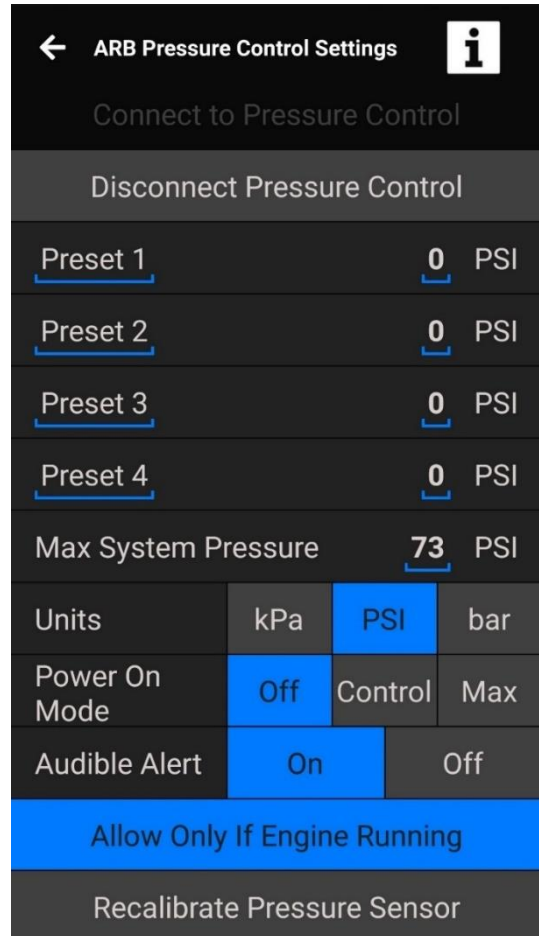 ARB Pressure Control Settings i
Connect to Pressure Control
Disconnect Pressure Control
Preset 1 0 PSI
Preset 2 0 PSI
Preset 3 0 PSI
Preset 4 0 PSI
Max System Pressure 73 PSI
Units kPa PSI bar
Power On
Mode Off Control Max
Audible Alert On Off
Allow Only If Engine Running
Recalibrate Pressure Sensor